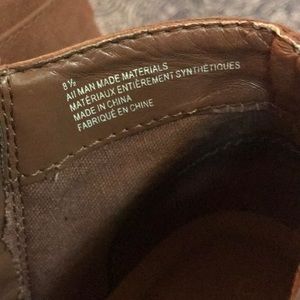 8½
All MAN MADE MATERIALS
MATÉRIAUX ENTIÈREMENT SYNTHÉTIQUES
MADE IN CHINA
FABRIQUÉ EN CHINE